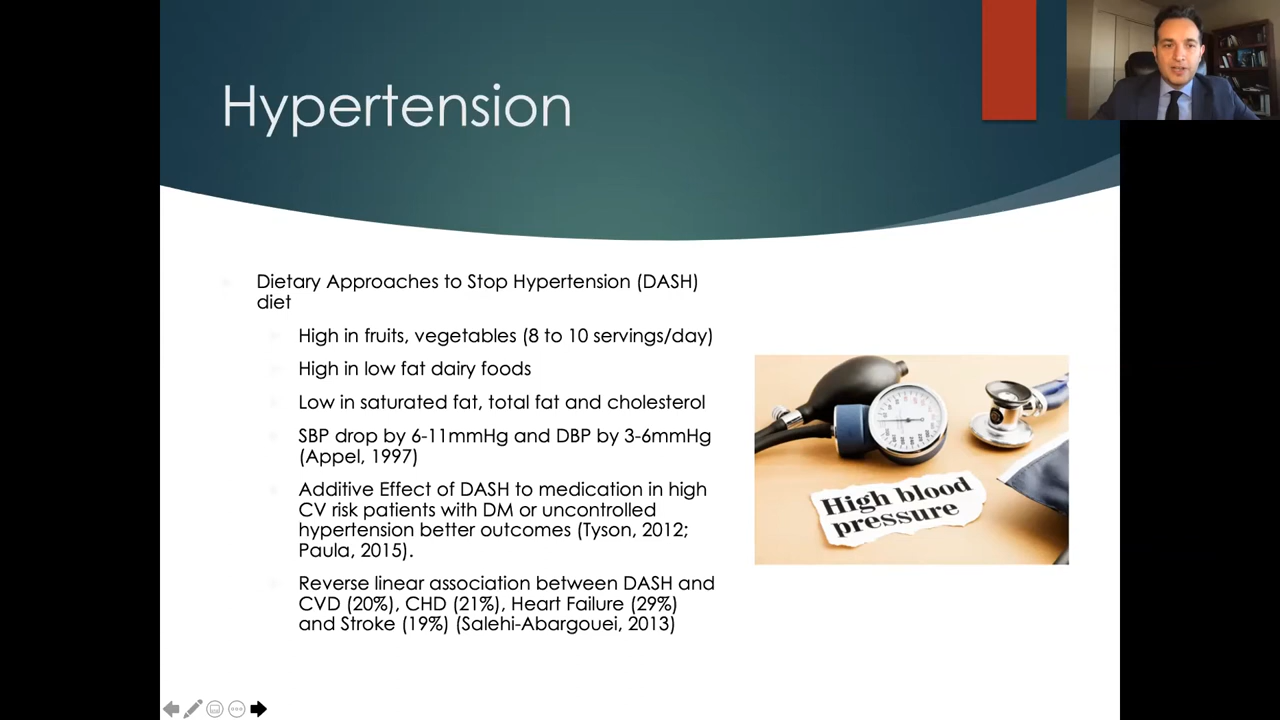 Hypertension
Dietary Approaches to Stop Hypertension (DASH)
diet
High in fruits, vegetables (8 to 10 servings/day)
High in low fat dairy foods
Low in saturated fat, total fat and cholesterol
SBP drop by 6-11mmHg and DBP by 3-6mmHg
(Appel, 1997)
Additive Effect of DASH to medication in high
CV risk patients with DM or uncontrolled
hypertension better outcomes (Tyson, 2012;
Paula, 2015).
Reverse linear association between DASH and
CVD (20%), CHD (21%), Heart Failure (29%)
and Stroke (19%) (Salehi-Abargouei, 2013)
High blood
pressure